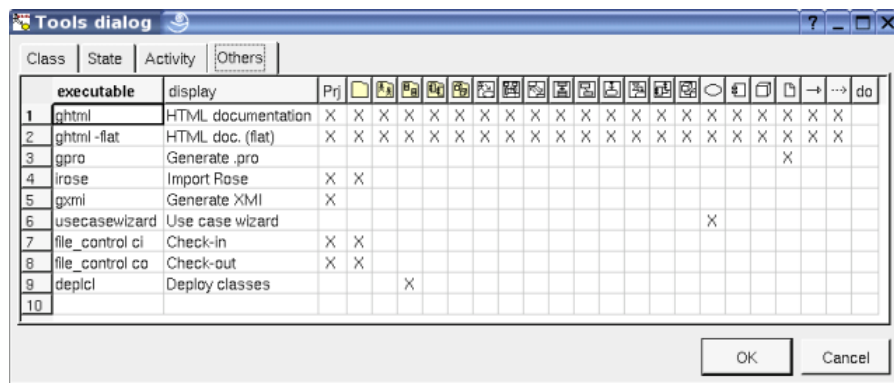 Tools dialog
Class State Activity Others
executable display Prj do
1 ghtml HTML documentation X X X X X X X X X X X X X X X X X X X X X
2 ghtml -flat HTML doc. (flat) X X X X X X X X X X X X X X X X X X X X X
3 gpro Generate .pro X
4 irose Import Rose X X
5 gxmi Generate XMI X
6 usecasewizard Use case wizard X
7 file_control ci Check-in X X
8 file_control co Check-out X X
9 deplcl Deploy classes X
10
OK Cancel